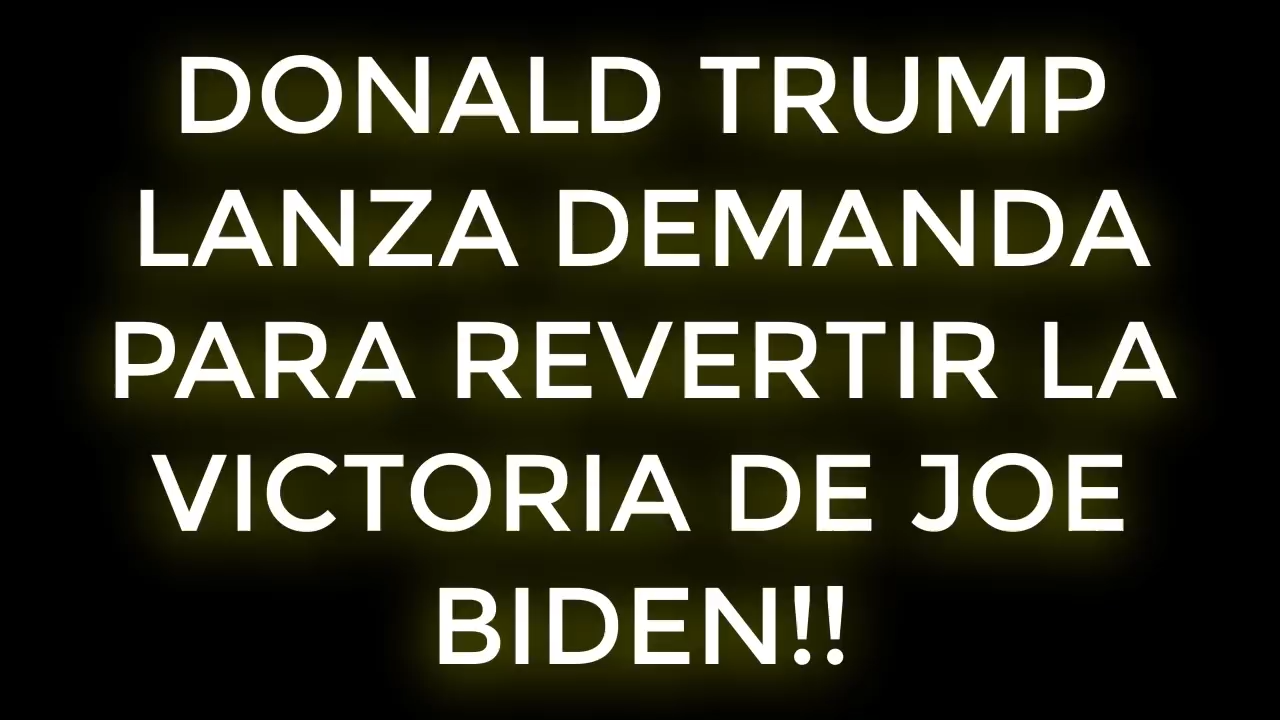 DONALD TRUMP
LANZA DEMANDA
PARA REVERTIR LA
VICTORIA DE JOE
BIDEN!!